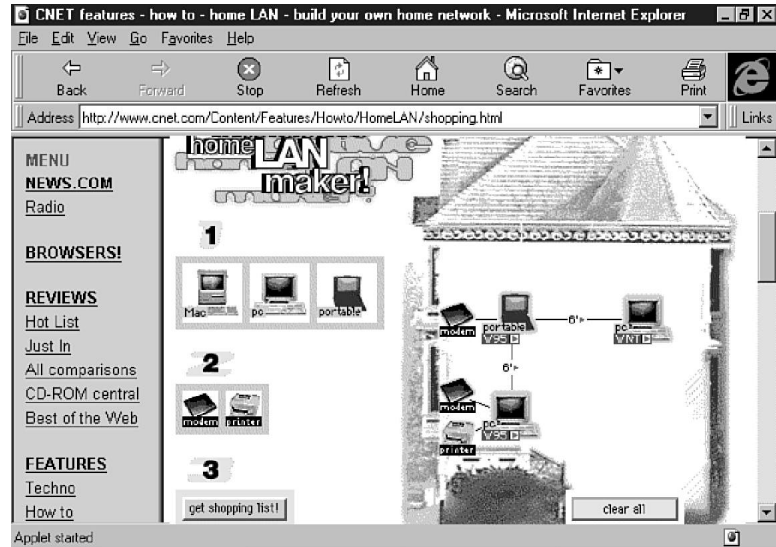 CNET features - how to - home LAN - build your own home network - Microsoft Internet Explorer
File Edit View Go Favorites Help
Back Forward Stop Refresh Home Search Favorites Print
Address http://www.cnet.com/Content/Features/Howto/HomeLAN/shopping.html Links
MENU
NEWS.COM
Radio
BROWSERS!
REVIEWS
Hot List
Just In
All comparisons
CD-ROM central
Best of the Web
FEATURES
Techno
How to
home LAN
maker!
1
Mac pc portable
2
modem printer
3
get shopping list!
modem portable 6' pc
W95 WNT
6'
modem
pc
W95
printer
clear all
Applet started